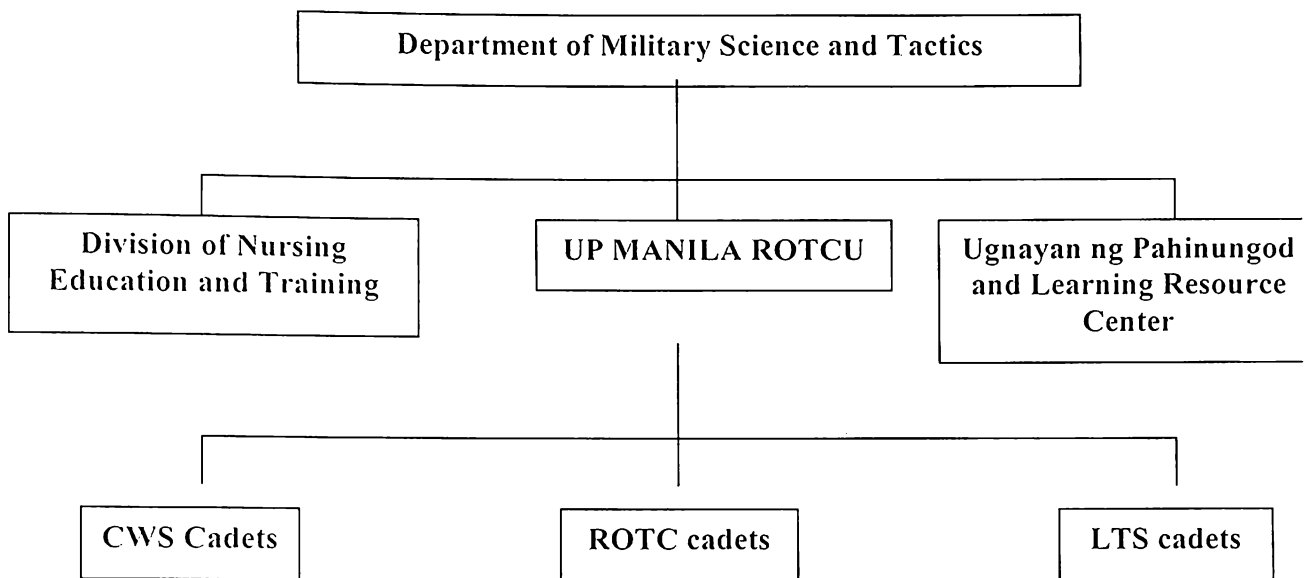 Department of Military Science and Tactics
Division of Nursing
Education and Training
UP MANILA ROTCU
Ugnayan ng Pahinungod
and Learning Resource
Center
CWS Cadets
ROTC cadets
LTS cadets